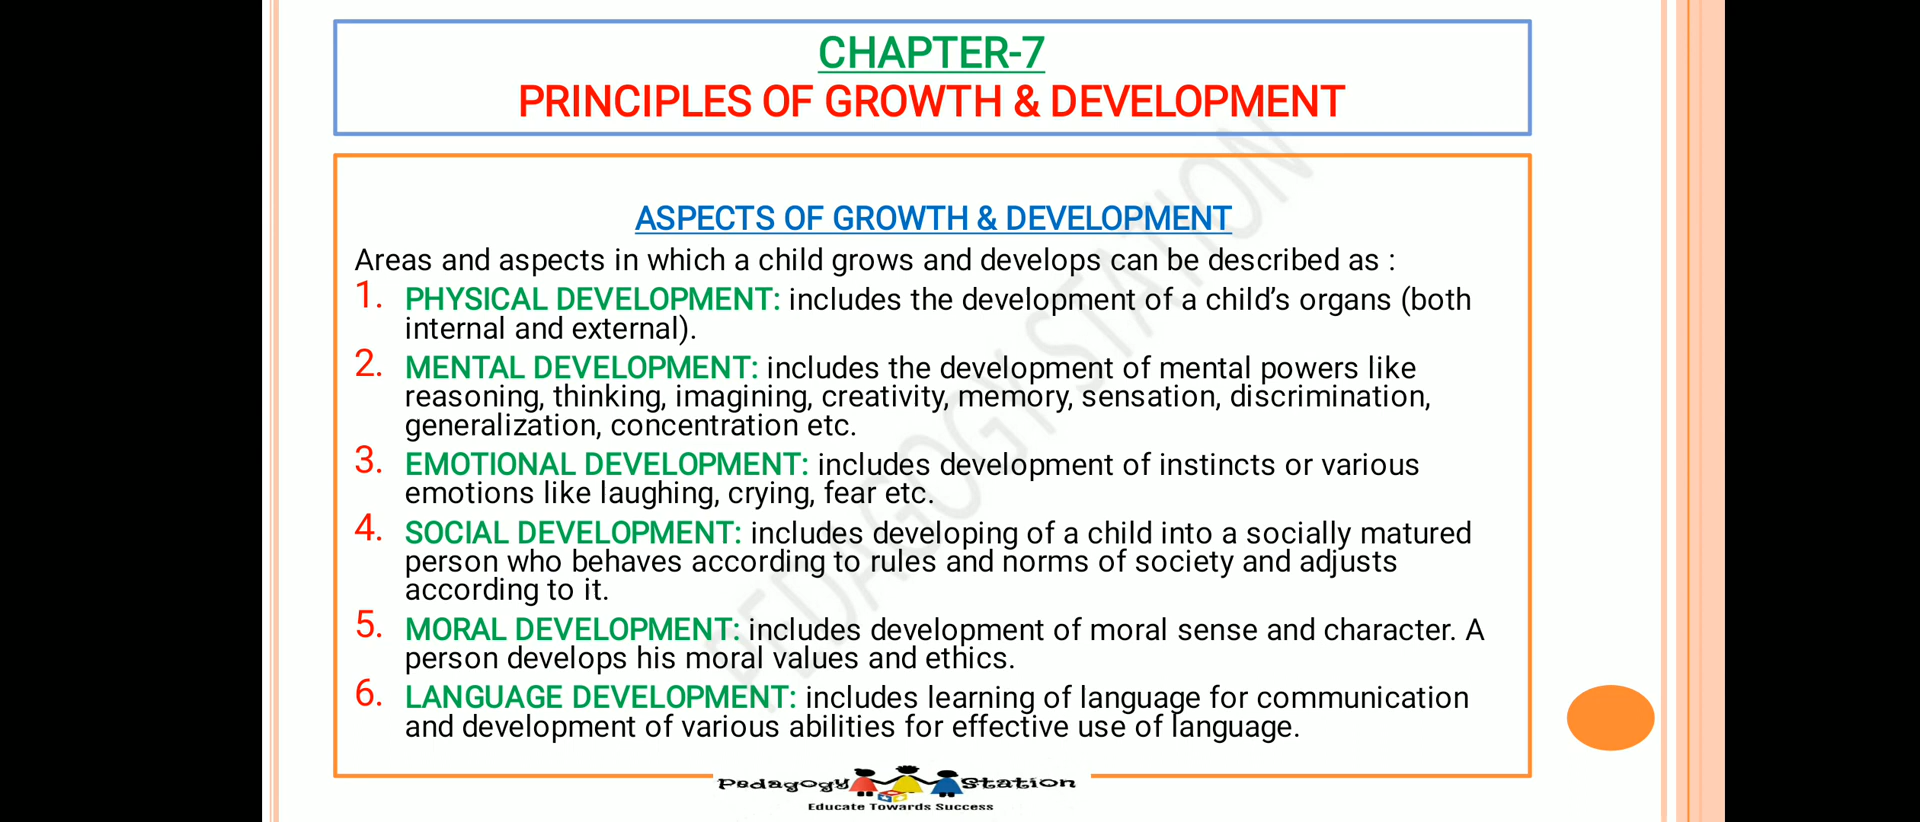 CHAPTER-7
PRINCIPLES OF GROWTH & DEVELOPMENT
ASPECTS OF GROWTH & DEVELOPMENT
Areas and aspects in which a child grows and develops can be described as :
1. PHYSICAL DEVELOPMENT: includes the development of a child’s organs (both
internal and external).
2. MENTAL DEVELOPMENT: includes the development of mental powers like
reasoning, thinking, imagining, creativity, memory, sensation, discrimination,
generalization, concentration etc.
3. EMOTIONAL DEVELOPMENT: includes development of instincts or various
emotions like laughing, crying, fear etc.
4. SOCIAL DEVELOPMENT: includes developing of a child into a socially matured
person who behaves according to rules and norms of society and adjusts
according to it.
5. MORAL DEVELOPMENT: includes development of moral sense and character. A
person develops his moral values and ethics.
6. LANGUAGE DEVELOPMENT: includes learning of language for communication
and development of various abilities for effective use of language.
PEDAGOGY STATION
Pedagogy Station
Educate Towards Success